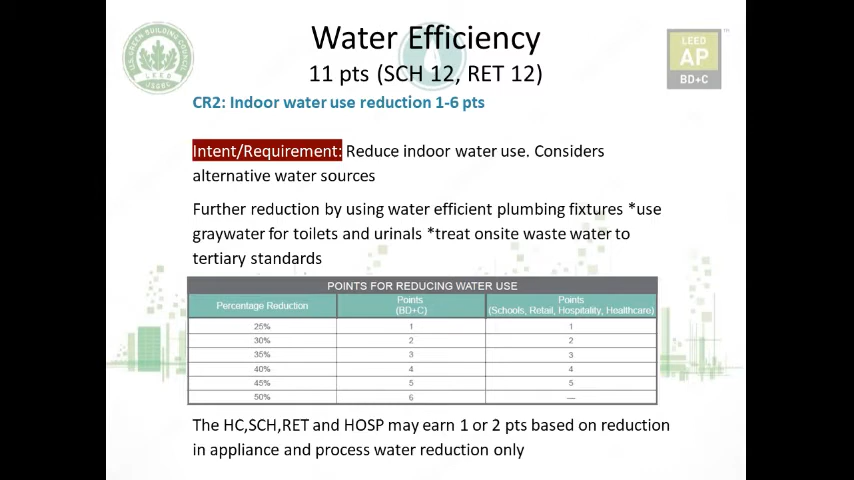 Water Efficiency
11 pts (SCH 12, RET 12)
LEED
AP
BD+C
LEED
USGBC
CR2: Indoor water use reduction 1-6 pts
Intent/Requirement: Reduce indoor water use. Considers
alternative water sources
Further reduction by using water efficient plumbing fixtures *use
graywater for toilets and urinals *treat onsite waste water to
tertiary standards
POINTS FOR REDUCING WATER USE
Percentage Reduction Points (BD+C) Points (Schools, Retail, Hospitality, Healthcare)
25% 1 1
30% 2 2
35% 3 3
40% 4 4
45% 5 5
50% 6 —
The HC,SCH,RET and HOSP may earn 1 or 2 pts based on reduction
in appliance and process water reduction only